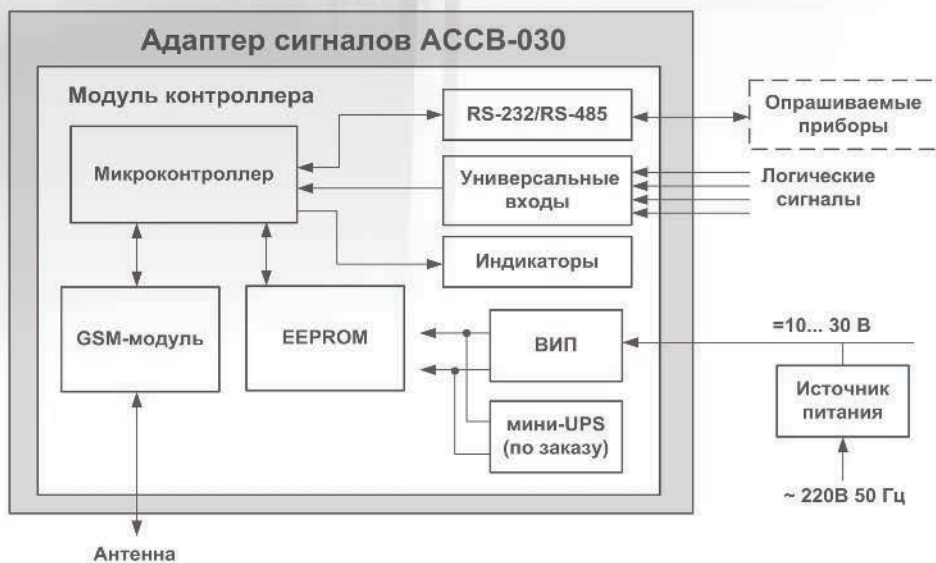 Адаптер сигналов АССВ-030
Модуль контроллера
RS-232/RS-485
Опрашиваемые
приборы
Микроконтроллер
Универсальные
входы
Логические
сигналы
Индикаторы
GSM-модуль
EEPROM
ВИП
=10... 30 В
Источник
питания
мини-UPS
(по заказу)
~ 220В 50 Гц
Антенна